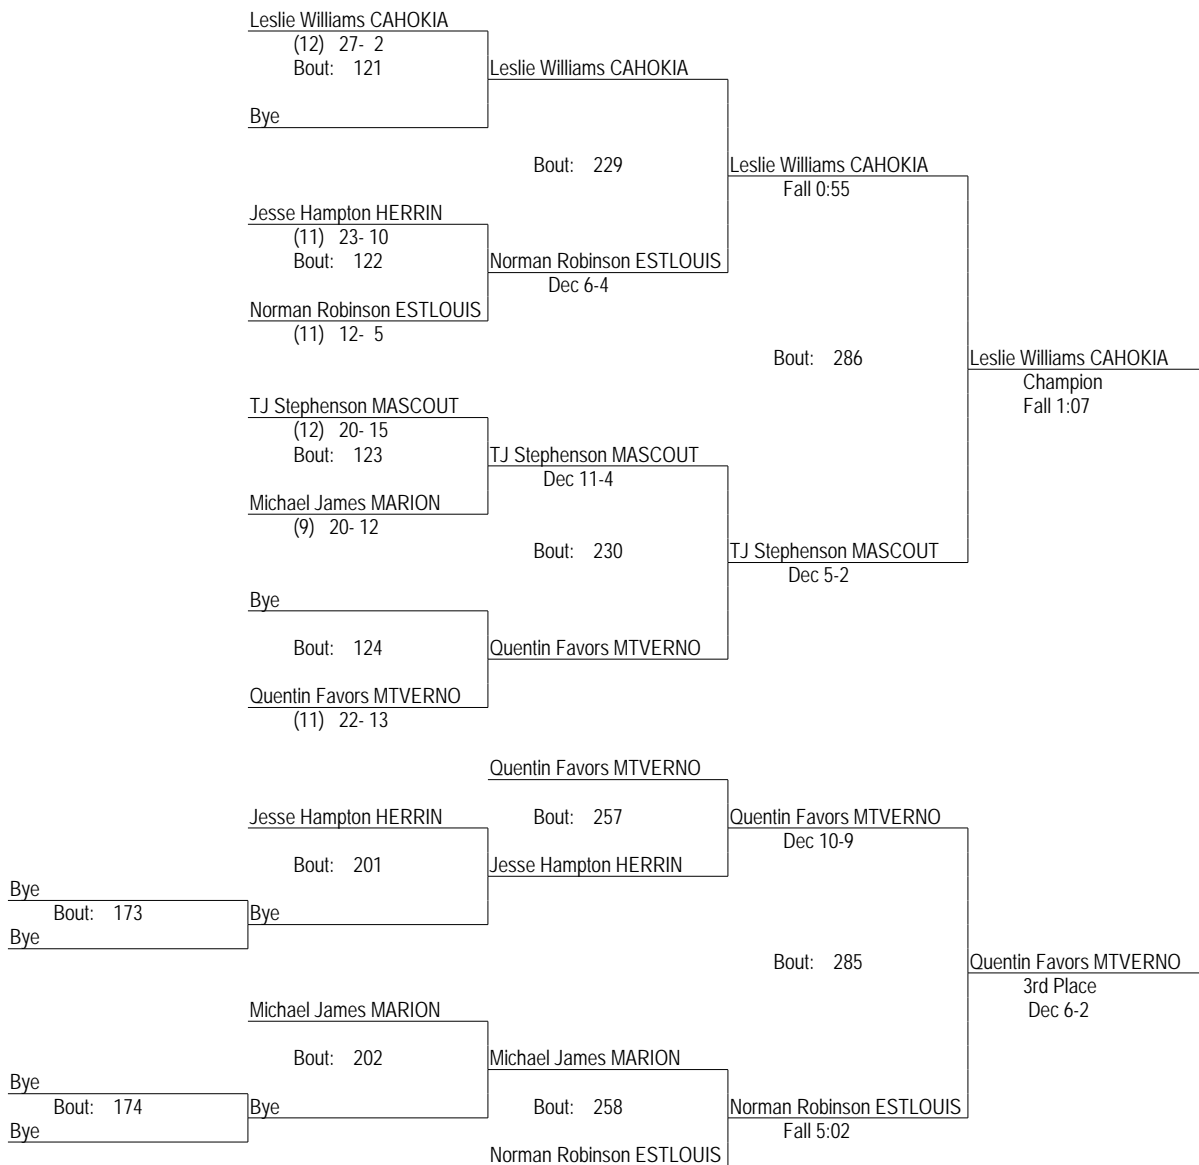 Leslie Williams CAHOKIA
(12) 27- 2
Bout: 121
Leslie Williams CAHOKIA
Bye
Bout: 229
Leslie Williams CAHOKIA
Fall 0:55
Jesse Hampton HERRIN
(11) 23- 10
Bout: 122
Norman Robinson ESTLOUIS
Dec 6-4
Norman Robinson ESTLOUIS
(11) 12- 5
Bout: 286
Leslie Williams CAHOKIA
Champion
Fall 1:07
TJ Stephenson MASCOUT
(12) 20- 15
Bout: 123
TJ Stephenson MASCOUT
Dec 11-4
Michael James MARION
(9) 20- 12
Bout: 230
TJ Stephenson MASCOUT
Dec 5-2
Bye
Bout: 124
Quentin Favors MTVERNO
Quentin Favors MTVERNO
(11) 22- 13
Quentin Favors MTVERNO
Jesse Hampton HERRIN
Bout: 257
Quentin Favors MTVERNO
Dec 10-9
Bout: 201
Jesse Hampton HERRIN
Bye
Bout: 173
Bye
Bye
Bout: 285
Quentin Favors MTVERNO
3rd Place
Dec 6-2
Michael James MARION
Bout: 202
Michael James MARION
Bye
Bout: 174
Bye
Bye
Bout: 258
Norman Robinson ESTLOUIS
Fall 5:02
Norman Robinson ESTLOUIS